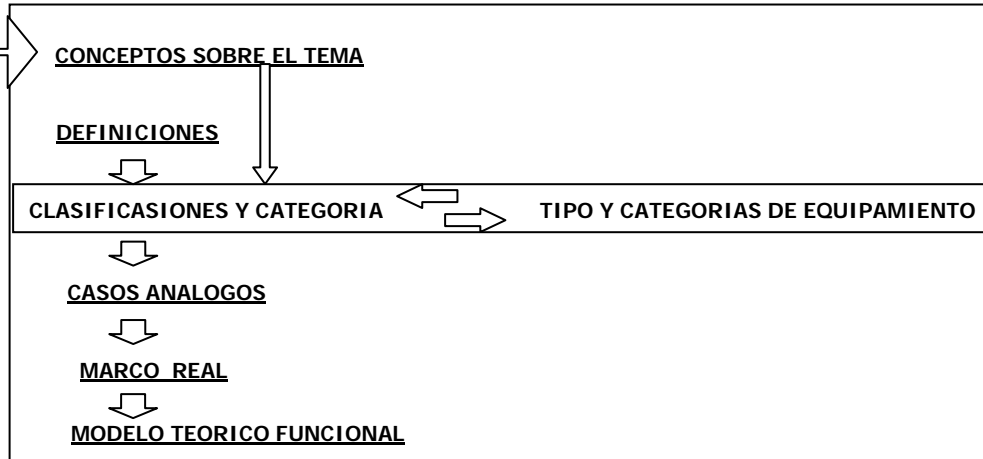 CONCEPTOS SOBRE EL TEMA
DEFINICIONES
CLASIFICASIONES Y CATEGORIA
TIPO Y CATEGORIAS DE EQUIPAMIENTO
CASOS ANALOGOS
MARCO REAL
MODELO TEORICO FUNCIONAL